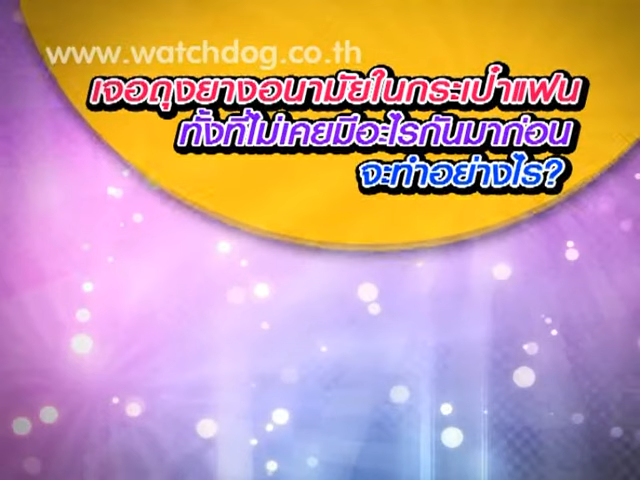 www.watchdog.co.th
เจอถุงยางอนามัยในกระเป๋าแฟน
ทั้งที่ไม่เคยมีอะไรกันมาก่อน
จะทำอย่างไร?